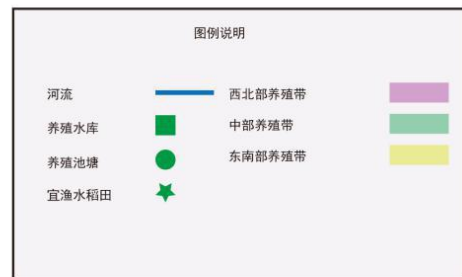 图例说明
河流 西北部养殖带
养殖水库 中部养殖带
养殖池塘 东南部养殖带
宜渔水稻田